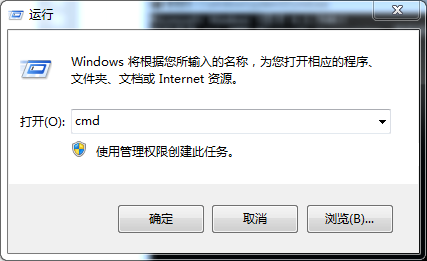 运行
Windows 将根据您所输入的名称，为您打开相应的程序、
文件夹、文档或 Internet 资源。
打开(O): cmd
使用管理权限创建此任务。
确定 取消 浏览(B)...